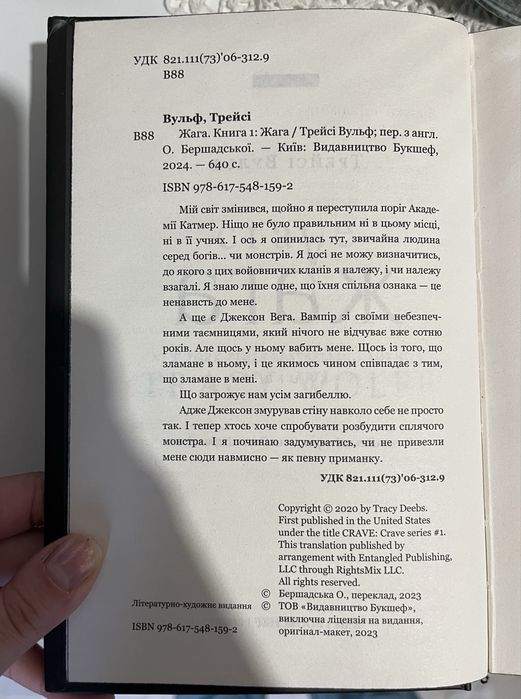 УДК 821.111(73)'06-312.9
В88
Вульф, Трейсі
В88 Жага. Книга 1: Жага / Трейсі Вульф; пер. з англ.
О. Бершадської. — Київ: Видавництво Букшеф,
2024. — 640 с.
ISBN 978-617-548-159-2
Мій світ змінився, щойно я переступила поріг Акаде-
мії Катмер. Ніщо не було правильним ні в цьому місці,
ні в її учнях. І ось я опинилась тут, звичайна людина
серед богів... чи монстрів. Я досі не можу визначитись,
до якого з цих войовничих кланів я належу, і чи належу
взагалі. Я знаю лише одне, що їхня спільна ознака — це
ненависть до мене.
А ще є Джексон Вега. Вампір зі своїми небезпеч-
ними таємницями, який нічого не відчуває вже сотню
років. Але щось у ньому вабить мене. Щось із того, що
зламане в ньому, і це якимось чином співпадає з тим,
що зламане в мені.
Що загрожує нам усім загибеллю.
Адже Джексон змурував стіну навколо себе не просто
так. І тепер хтось хоче спробувати розбудити сплячого
монстра. І я починаю задумуватись, чи не привезли
мене сюди навмисно — як певну приманку.
УДК 821.111(73)'06-312.9
Copyright © 2020 by Tracy Deebs.
First published in the United States
under the title CRAVE: Crave series #1.
This translation published by
arrangement with Entangled Publishing,
LLC through RightsMix LLC.
All rights reserved.
© Бершадська О., переклад, 2023
Літературно-художнє видання © ТОВ «Видавництво Букшеф»,
виключна ліцензія на видання,
ISBN 978-617-548-159-2 оригінал-макет, 2023